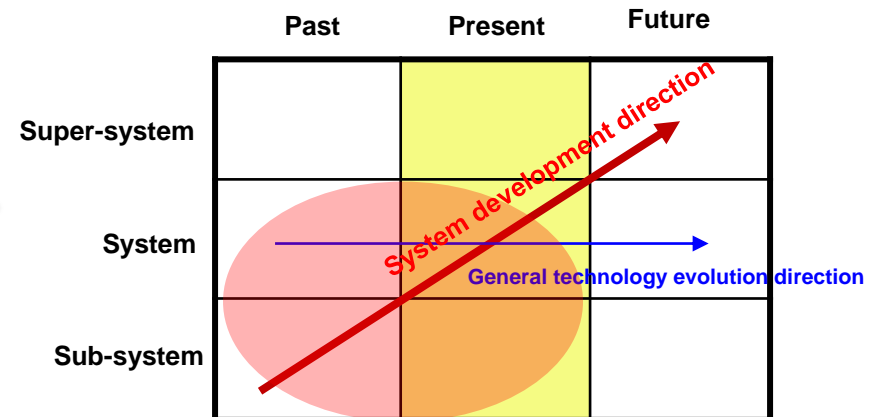 Past
Present
Future
Super-system
System development direction
System
General technology evolution direction
Sub-system